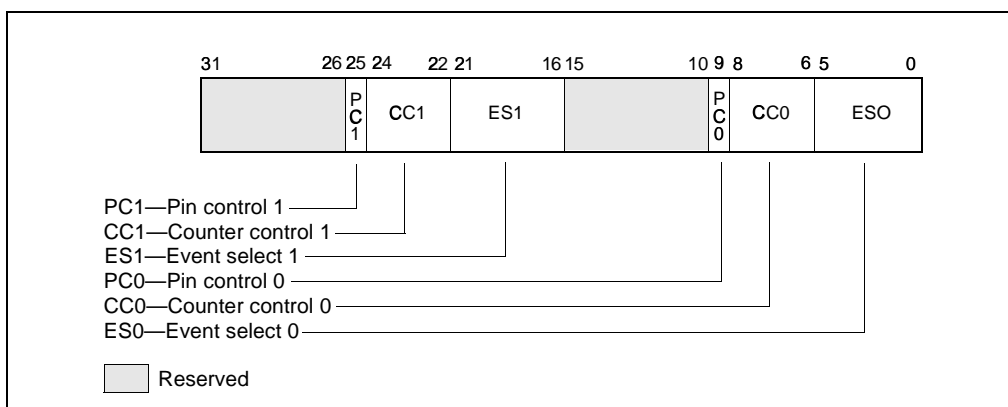 31 26 25 24 22 21 16 15 10 9 8 6 5 0
P
C
1
CC1
ES1
P
C
0
CC0
ESO
PC1—Pin control 1
CC1—Counter control 1
ES1—Event select 1
PC0—Pin control 0
CC0—Counter control 0
ES0—Event select 0
Reserved